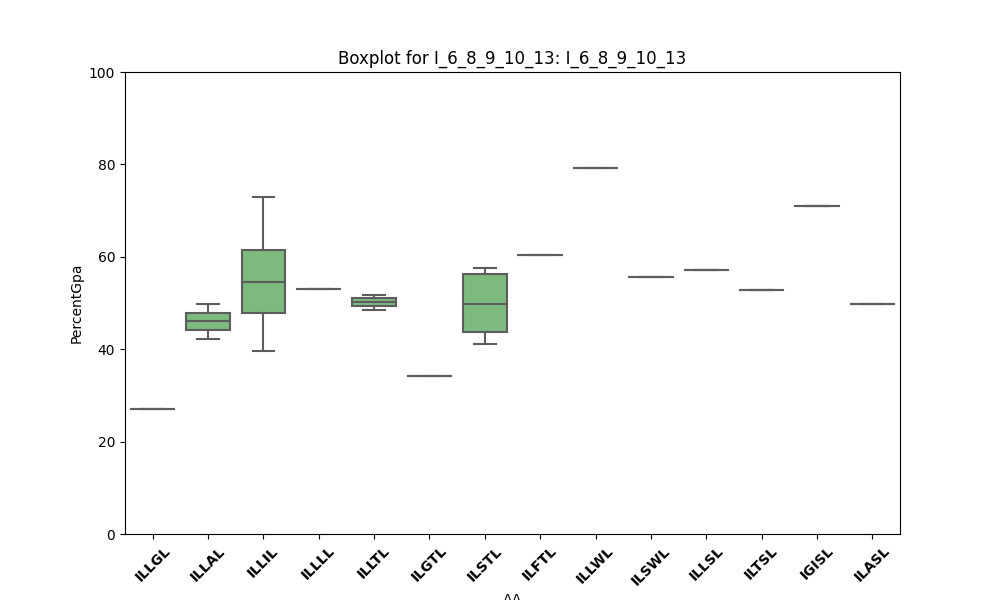 Boxplot for I_6_8_9_10_13: I_6_8_9_10_13
PercentGpa
100
80
60
40
20
0
ILLGL
ILLAL
ILLIL
ILLLL
ILLTL
ILGTL
ILSTL
ILFTL
ILLWL
ILSWL
ILLSL
ILTSL
IGISL
ILASL
AA